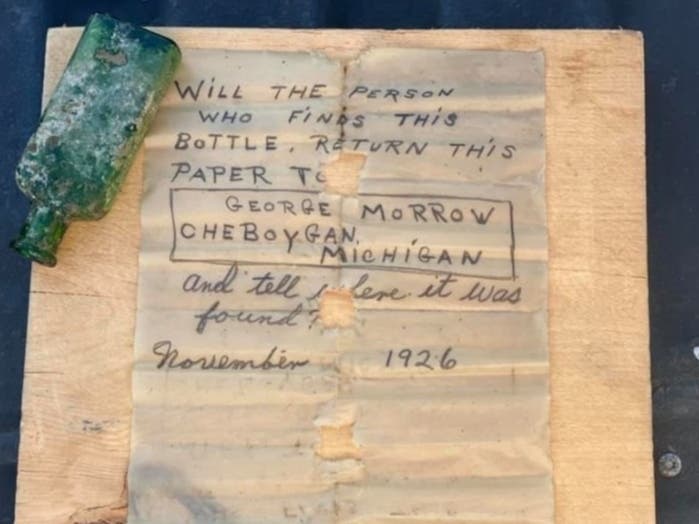 WILL THE PERSON
WHO FINDS THIS
BOTTLE, RETURN THIS
PAPER TO
GEORGE MORROW
CHEBOYGAN,
MICHIGAN
and tell where it was
found?
November 1926